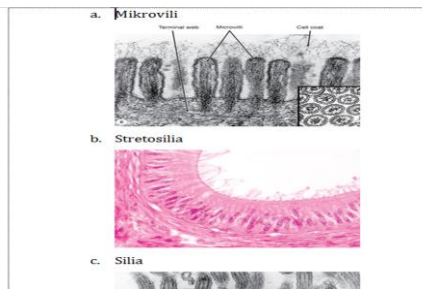 a. Mikrovili
Terminal web Microvilli Cell coat
b. Stretosilia
c. Silia